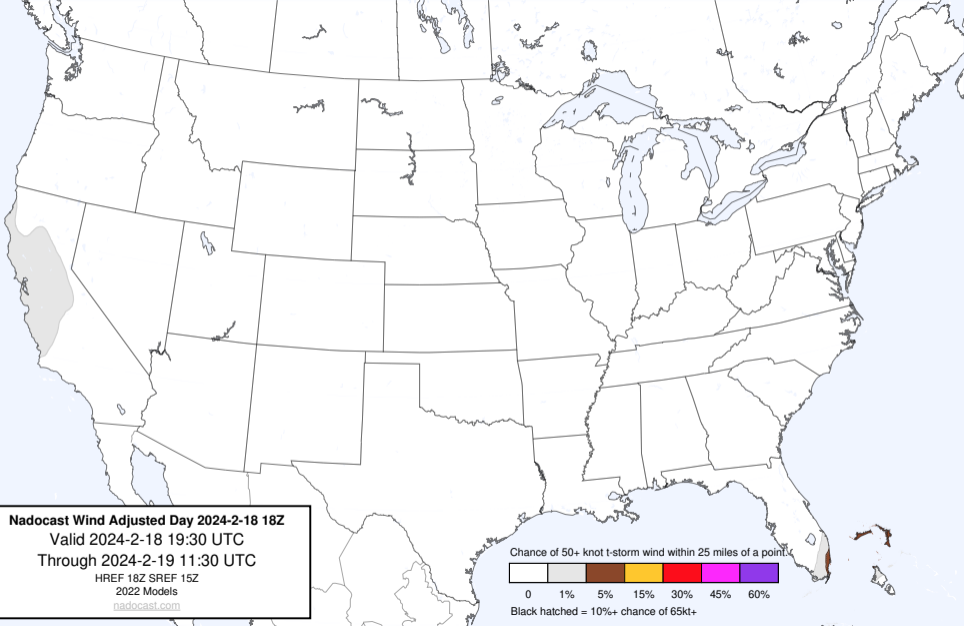 Nadocast Wind Adjusted Day 2024-2-18 18Z
Valid 2024-2-18 19:30 UTC
Through 2024-2-19 11:30 UTC
HREF 18Z SREF 15Z
2022 Models
nadocast.com
Chance of 50+ knot t-storm wind within 25 miles of a point.
0 1% 5% 15% 30% 45% 60%
Black hatched = 10%+ chance of 65kt+